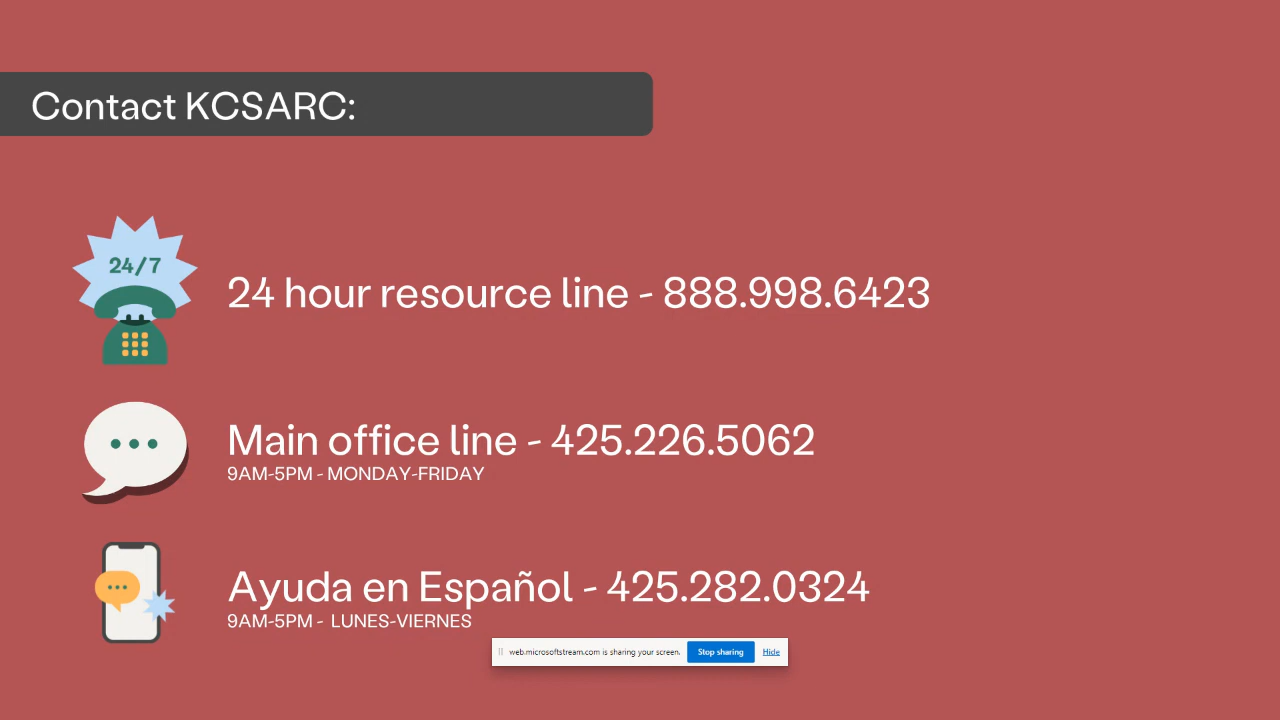 Contact KCSARC:
24/7
24 hour resource line - 888.998.6423
Main office line - 425.226.5062
9AM-5PM - MONDAY-FRIDAY
Ayuda en Español - 425.282.0324
9AM-5PM - LUNES-VIERNES
web.microsoftstream.com is sharing your screen. Stop sharing Hide